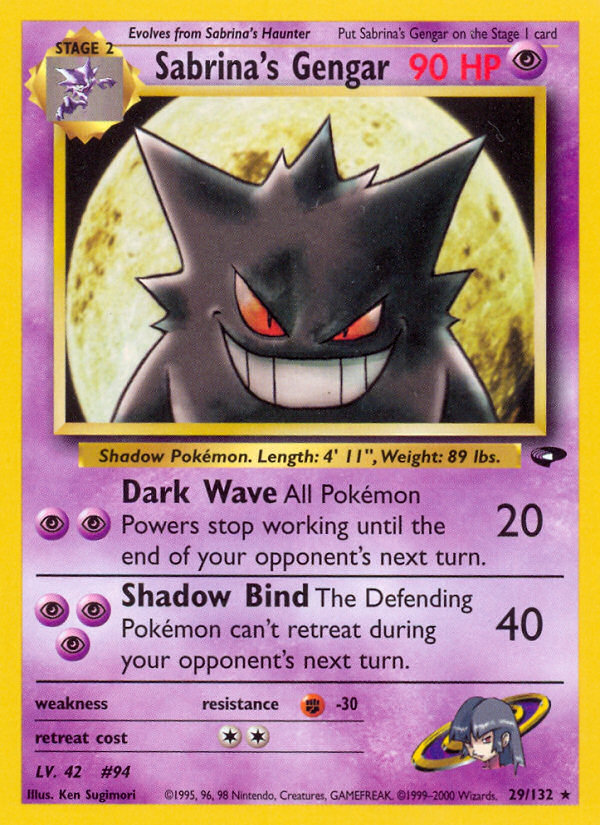 Evolves from Sabrina's Haunter Put Sabrina's Gengar on the Stage 1 card
STAGE 2
Sabrina's Gengar 90 HP
Shadow Pokémon. Length: 4' 11", Weight: 89 lbs.
Dark Wave All Pokémon
Powers stop working until the
end of your opponent's next turn.
20
Shadow Bind The Defending
Pokémon can't retreat during
your opponent's next turn.
40
weakness resistance -30
retreat cost
LV. 42 #94
Illus. Ken Sugimori ©1995, 96, 98 Nintendo, Creatures, GAMEFREAK. ©1999-2000 Wizards. 29/132 ★